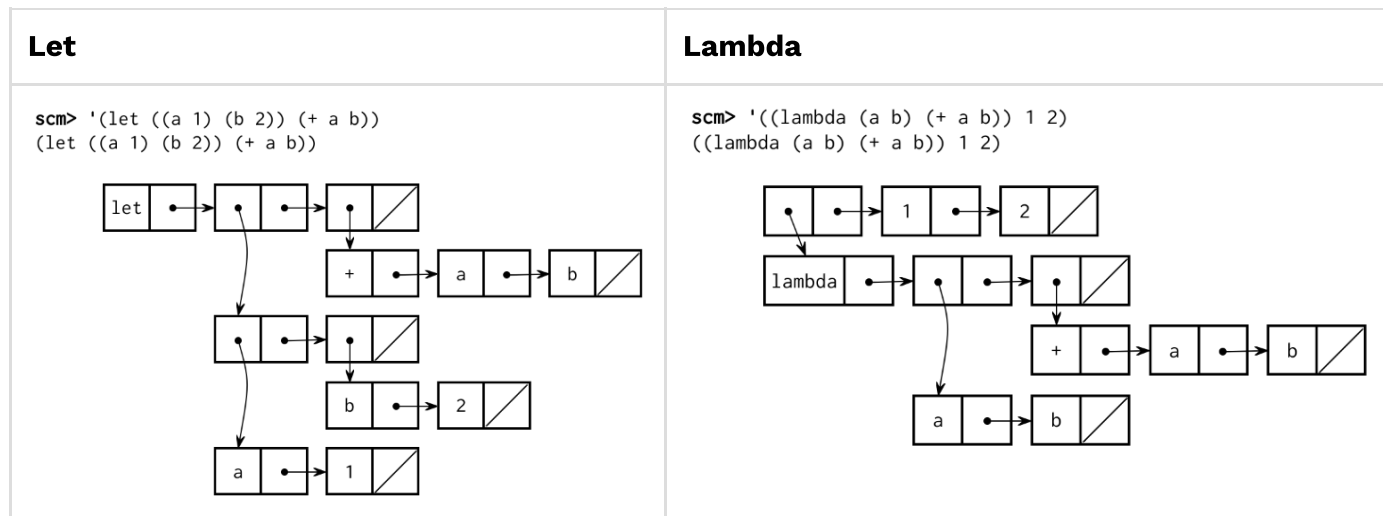 Let
scm> '(let ((a 1) (b 2)) (+ a b))
(let ((a 1) (b 2)) (+ a b))
let
+ a b
b 2
a 1
Lambda
scm> '((lambda (a b) (+ a b)) 1 2)
((lambda (a b) (+ a b)) 1 2)
1 2
lambda
+ a b
a b